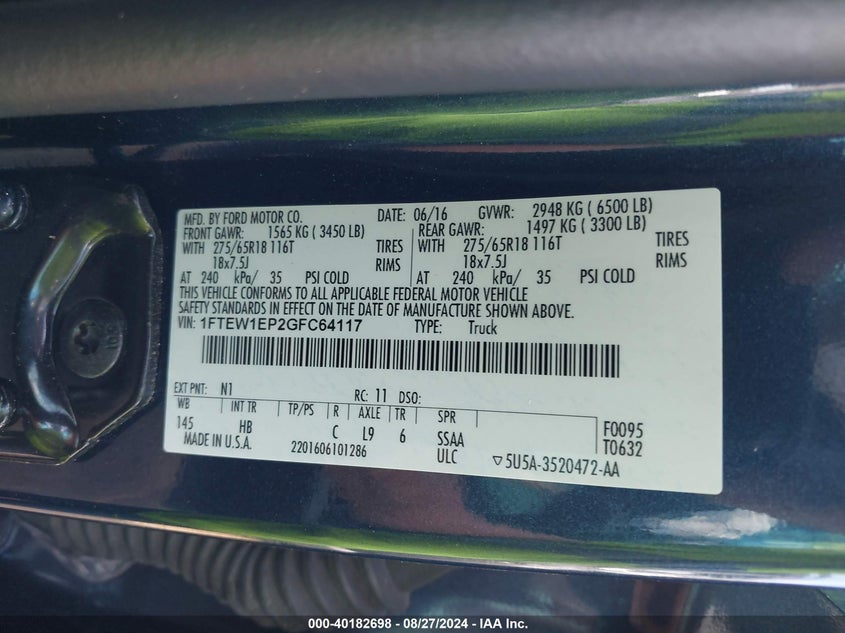 MFD. BY FORD MOTOR CO. DATE: 06/16 GVWR: 2948 KG ( 6500 LB)
FRONT GAWR: 1565 KG ( 3450 LB) REAR GAWR: 1497 KG ( 3300 LB)
WITH 275/65R18 116T TIRES WITH 275/65R18 116T TIRES
18x7.5J RIMS 18x7.5J RIMS
AT 240 kPa/ 35 PSI COLD AT 240 kPa/ 35 PSI COLD
THIS VEHICLE CONFORMS TO ALL APPLICABLE FEDERAL MOTOR VEHICLE
SAFETY STANDARDS IN EFFECT ON THE DATE OF MANUFACTURE SHOWN ABOVE.
VIN: 1FTEW1EP2GFC64117 TYPE: Truck
EXT PNT: N1 RC: 11 DSO:
WB INT TR TP/PS R AXLE TR SPR F0095
145 HB C L9 6 SSAA T0632
MADE IN U.S.A. 2201606101286 ULC ▽5U5A-3520472-AA
000-40182698 - 08/27/2024 - IAA Inc.